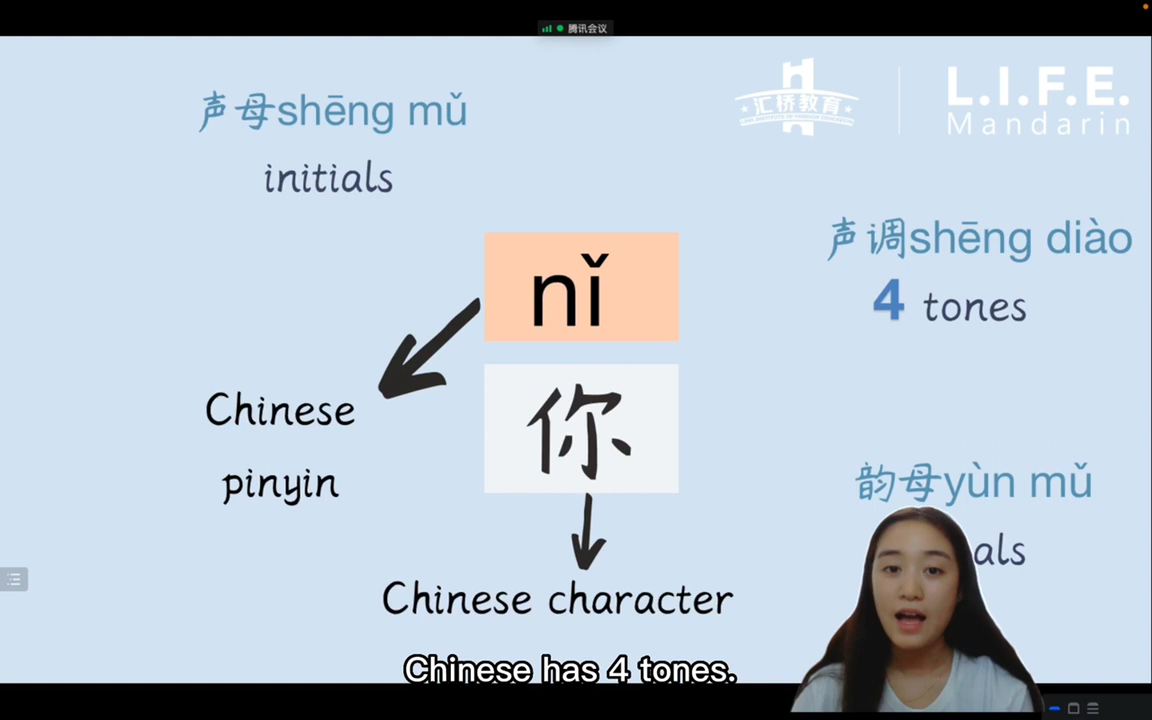 腾讯会议
声母shēng mǔ
initials
汇桥教育
L.I.F.E.
Mandarin
声调shēng diào
4 tones
nǐ
你
Chinese
pinyin
韵母yùn mǔ
als
Chinese character
Chinese has 4 tones.